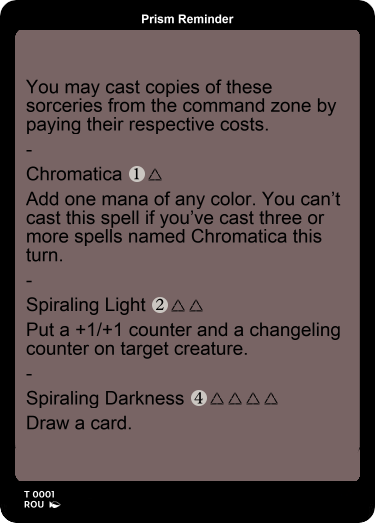 Prism Reminder
You may cast copies of these
sorceries from the command zone by
paying their respective costs.
-
Chromatica 1 △
Add one mana of any color. You can’t
cast this spell if you’ve cast three or
more spells named Chromatica this
turn.
-
Spiraling Light 2 △ △
Put a +1/+1 counter and a changeling
counter on target creature.
-
Spiraling Darkness 4 △ △ △ △
Draw a card.
T 0001
ROU